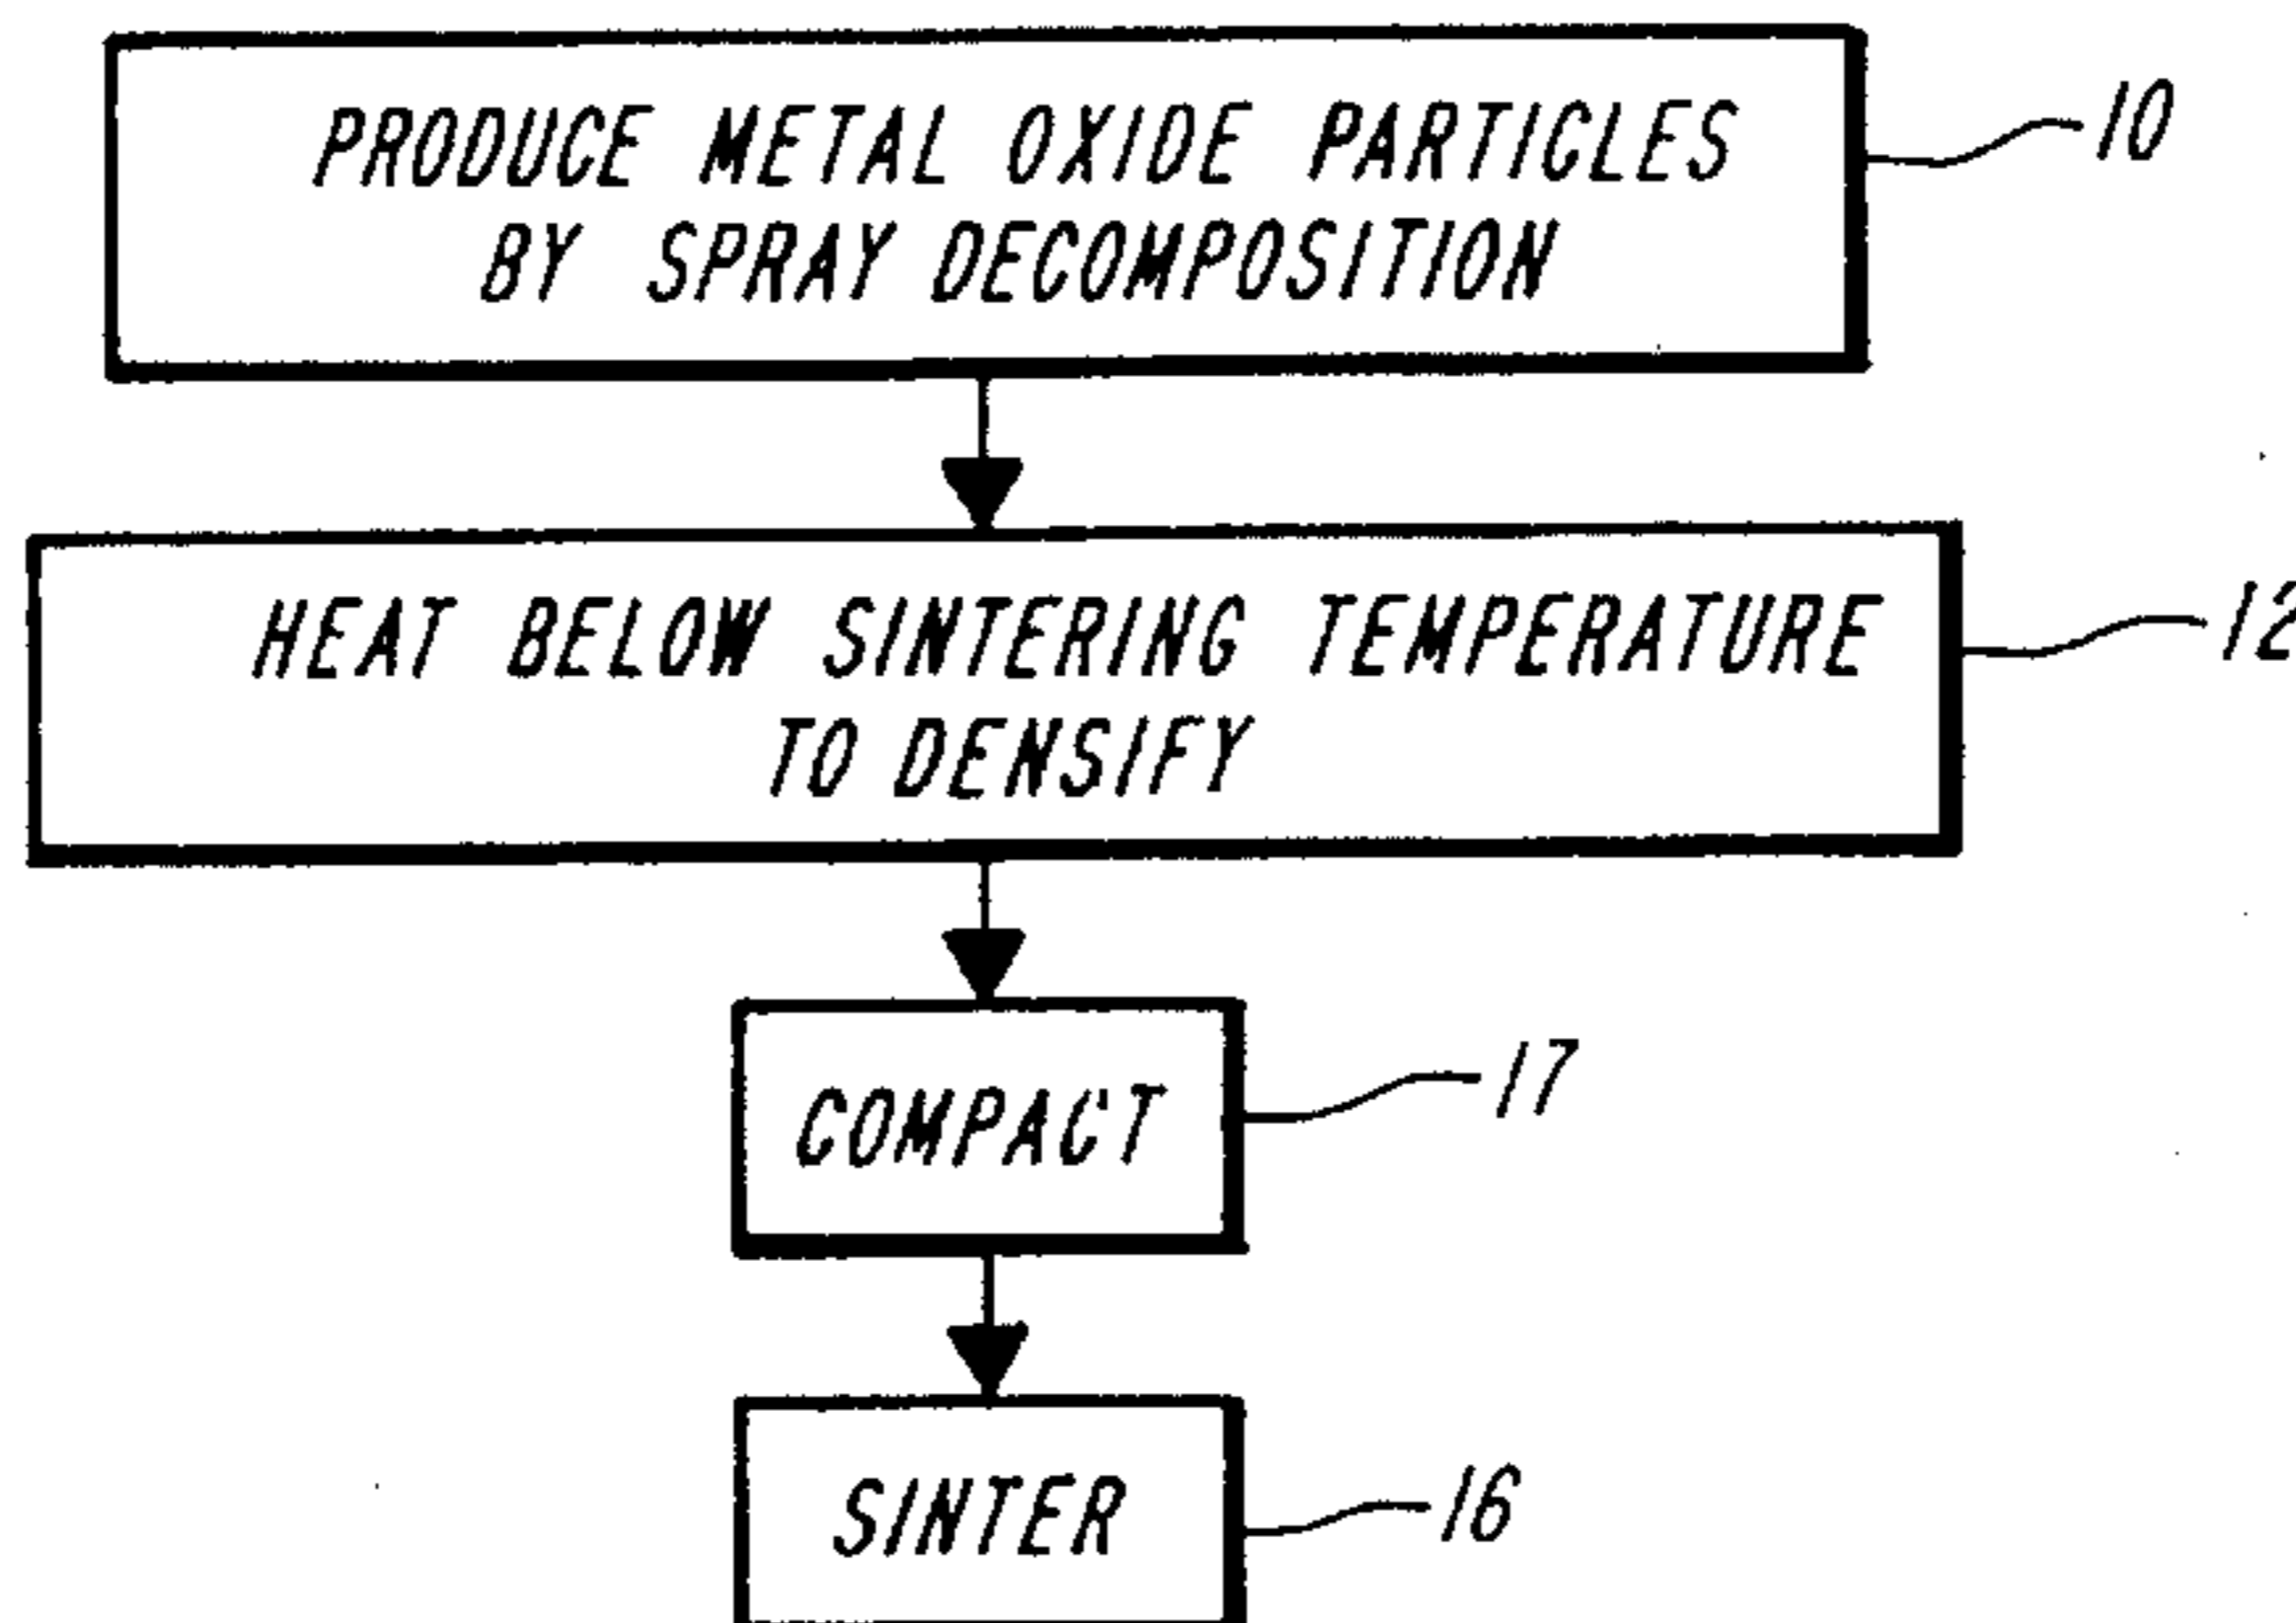 PRODUCE METAL OXIDE PARTICLES
BY SPRAY DECOMPOSITION
10
HEAT BELOW SINTERING TEMPERATURE
TO DENSIFY
12
COMPACT
17
SINTER
16